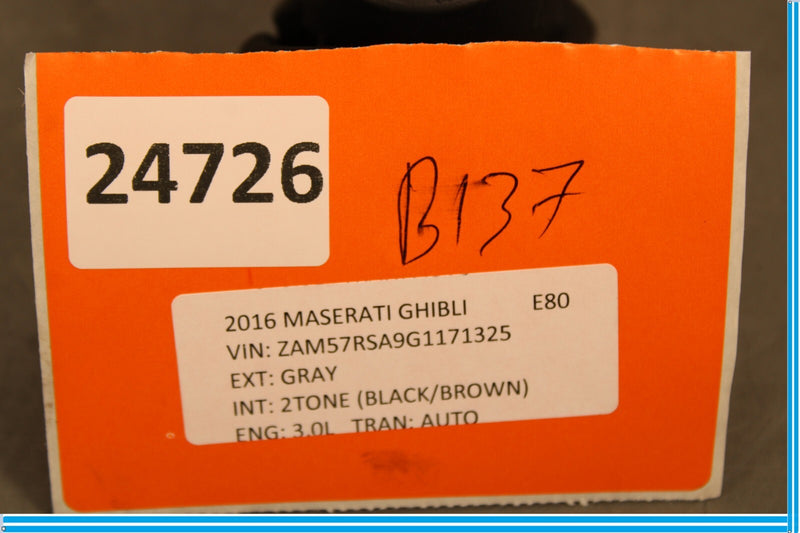 24726
B137
2016 MASERATI GHIBLI E80
VIN: ZAM57RSA9G1171325
EXT: GRAY
INT: 2TONE (BLACK/BROWN)
ENG: 3.0L TRAN: AUTO